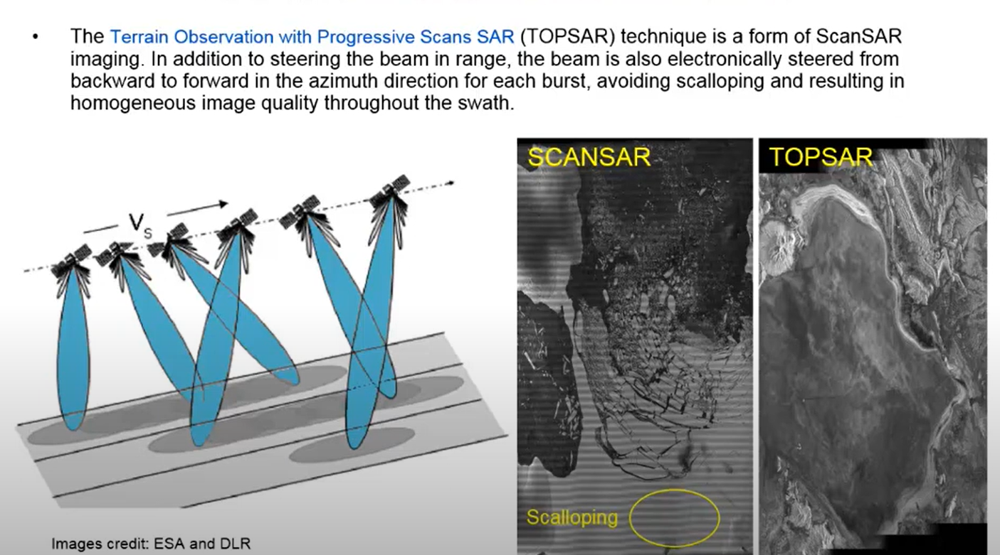 • The Terrain Observation with Progressive Scans SAR (TOPSAR) technique is a form of ScanSAR
imaging. In addition to steering the beam in range, the beam is also electronically steered from
backward to forward in the azimuth direction for each burst, avoiding scalloping and resulting in
homogeneous image quality throughout the swath.
SCANSAR
TOPSAR
Vs
Scalloping
Images credit: ESA and DLR